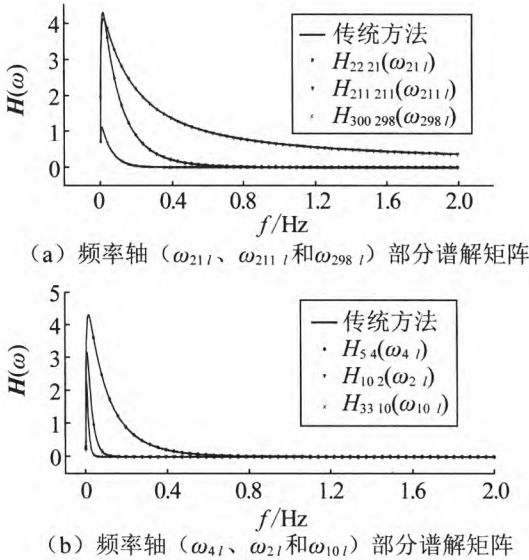 4
3
2
1
0
H(ω)
传统方法
H22 21(ω21 l)
H211 211(ω211 l)
H300 298(ω298 l)
0 0.4 0.8 1.2 1.6 2.0
f/Hz
(a) 频率轴（ω21 l、ω211 l和ω298 l）部分谱解矩阵
5
4
3
2
1
0
H(ω)
传统方法
H5 4(ω4 l)
H10 2(ω2 l)
H33 10(ω10 l)
0 0.4 0.8 1.2 1.6 2.0
f/Hz
(b) 频率轴（ω4 l、ω2 l和ω10 l）部分谱解矩阵